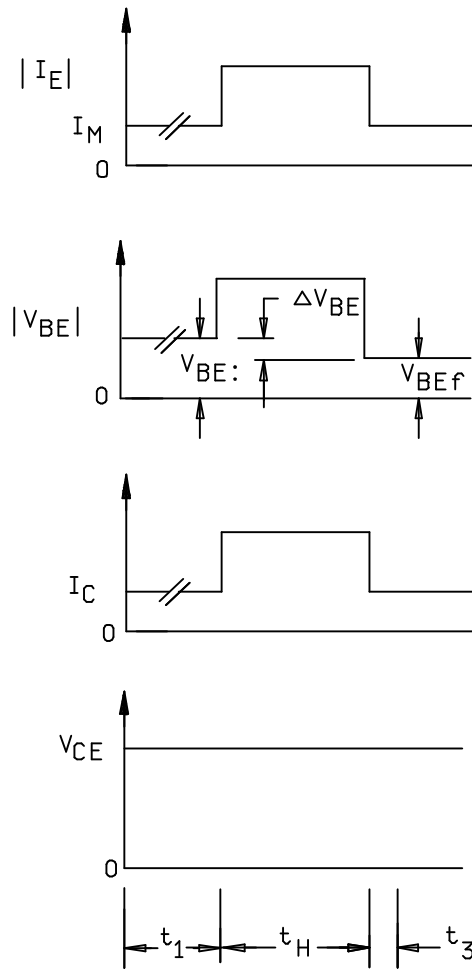 |I_E|
I_M
0
|V_BE|
ΔV_BE
V_BE:
V_BEf
0
I_C
0
V_CE
0
t_1 t_H t_3